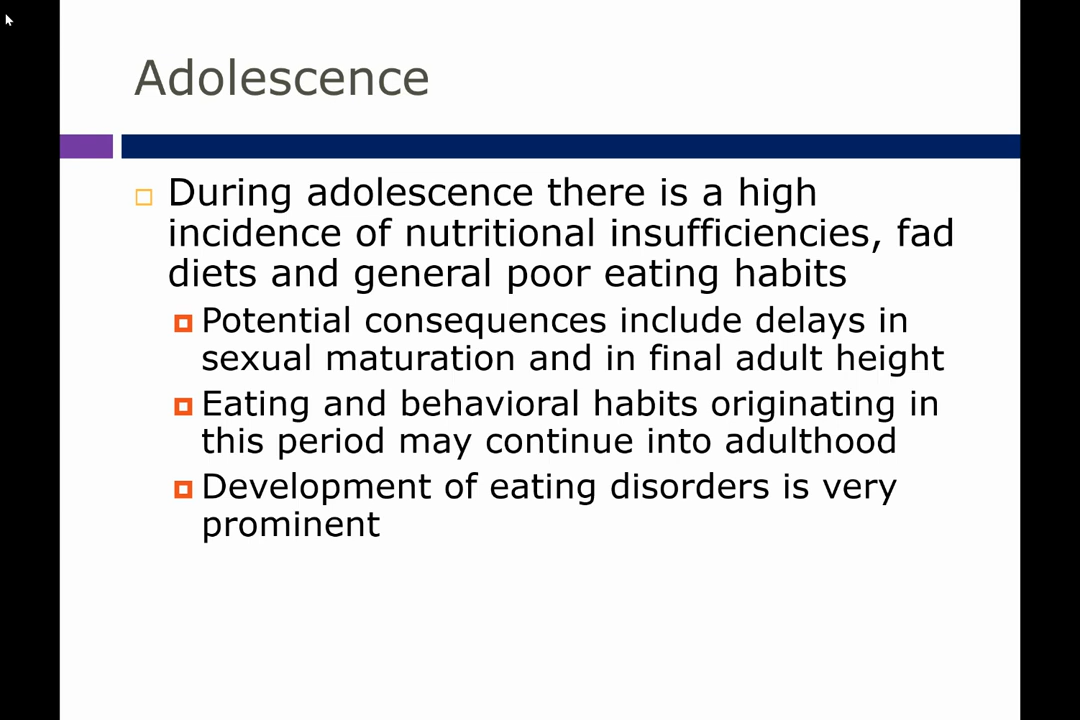 Adolescence
During adolescence there is a high
incidence of nutritional insufficiencies, fad
diets and general poor eating habits
Potential consequences include delays in
sexual maturation and in final adult height
Eating and behavioral habits originating in
this period may continue into adulthood
Development of eating disorders is very
prominent